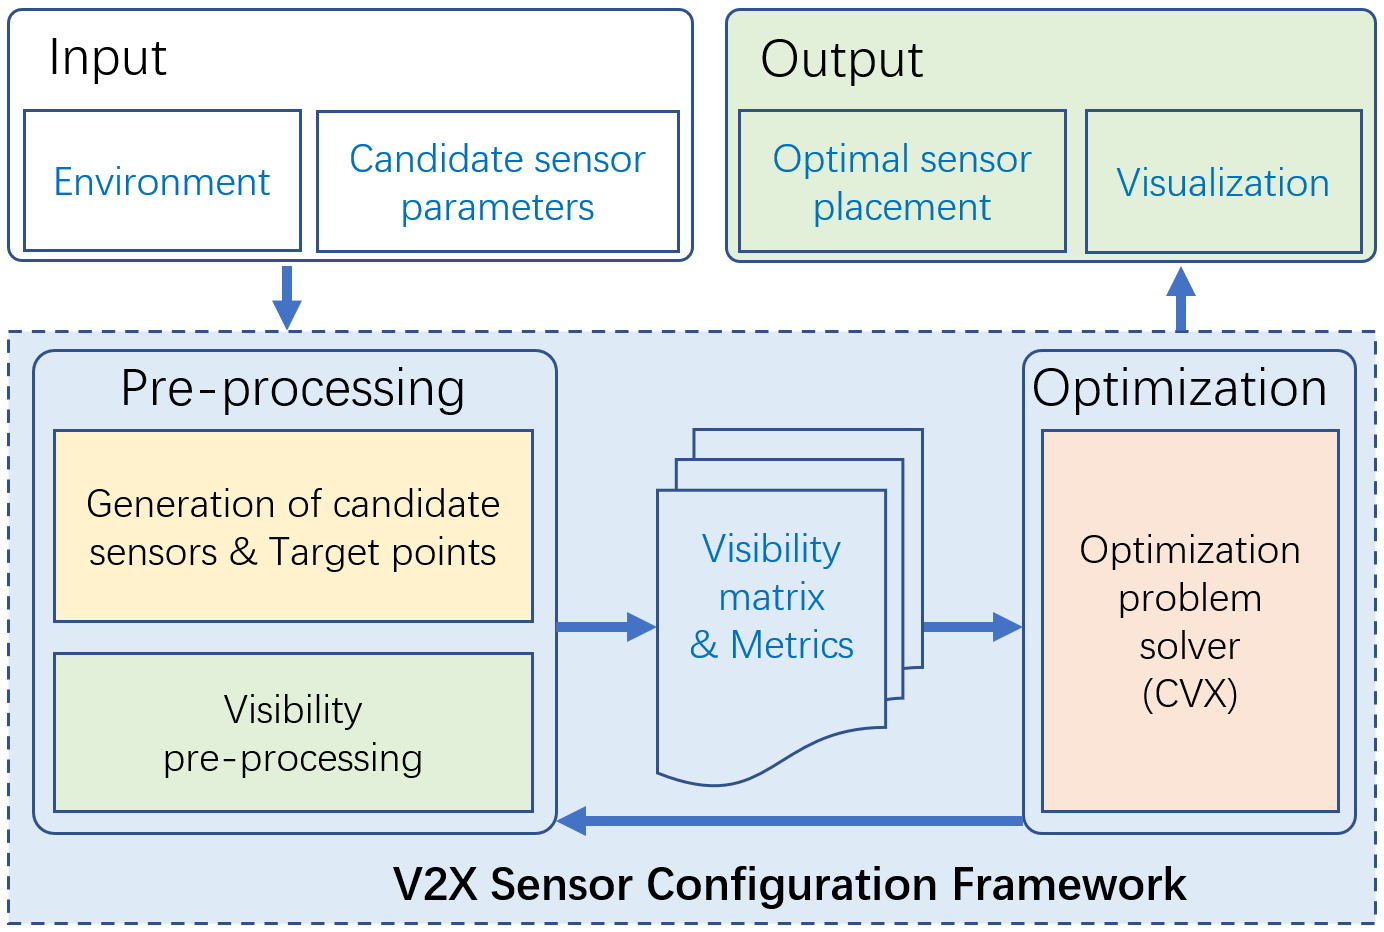 Input
Environment
Candidate sensor
parameters
Output
Optimal sensor
placement
Visualization
Pre-processing
Generation of candidate
sensors & Target points
Visibility
pre-processing
Visibility
matrix
& Metrics
Optimization
Optimization
problem
solver
(CVX)
V2X Sensor Configuration Framework